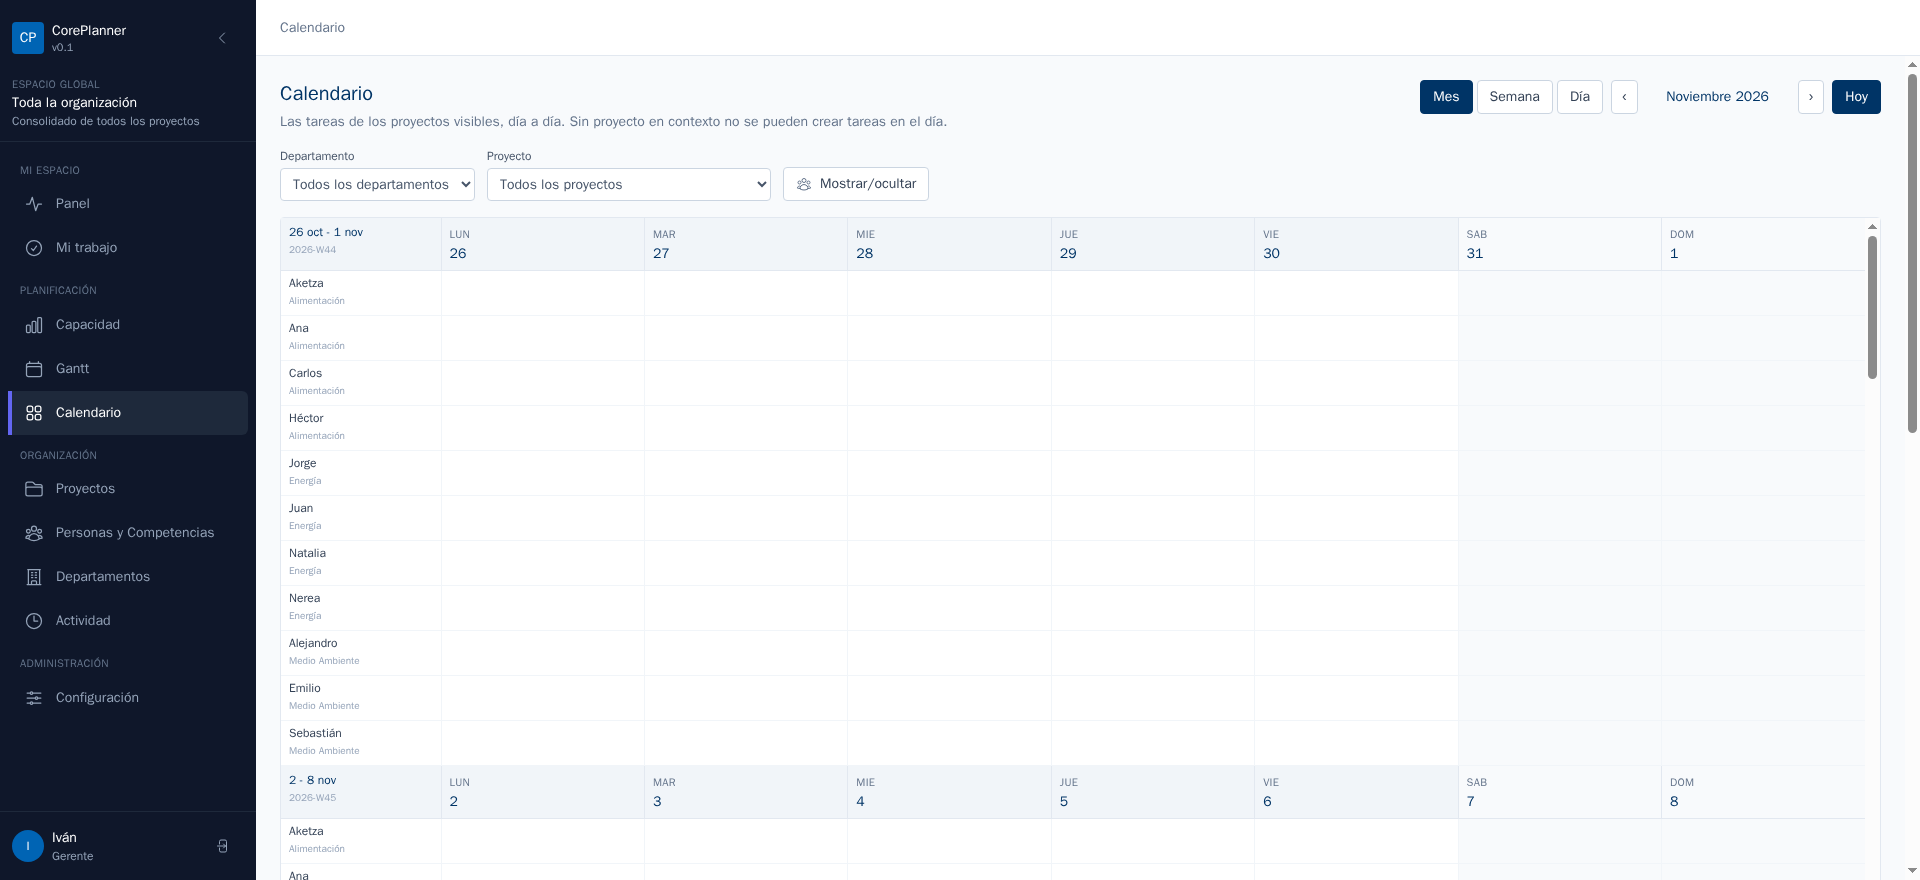 CP
CorePlanner
v0.1
ESPACIO GLOBAL
Toda la organización
Consolidado de todos los proyectos
MI ESPACIO
Panel
Mi trabajo
PLANIFICACIÓN
Capacidad
Gantt
Calendario
ORGANIZACIÓN
Proyectos
Personas y Competencias
Departamentos
Actividad
ADMINISTRACIÓN
Configuración
I
Iván
Gerente
Calendario
Calendario
Las tareas de los proyectos visibles, día a día. Sin proyecto en contexto no se pueden crear tareas en el día.
Mes Semana Día ‹ Noviembre 2026 › Hoy
Departamento Proyecto
Todos los departamentos Todos los proyectos Mostrar/ocultar
26 oct - 1 nov LUN MAR MIE JUE VIE SAB DOM
2026-W44 26 27 28 29 30 31 1
Aketza
Alimentación
Ana
Alimentación
Carlos
Alimentación
Héctor
Alimentación
Jorge
Energía
Juan
Energía
Natalia
Energía
Nerea
Energía
Alejandro
Medio Ambiente
Emilio
Medio Ambiente
Sebastián
Medio Ambiente
2 - 8 nov LUN MAR MIE JUE VIE SAB DOM
2026-W45 2 3 4 5 6 7 8
Aketza
Alimentación
Ana